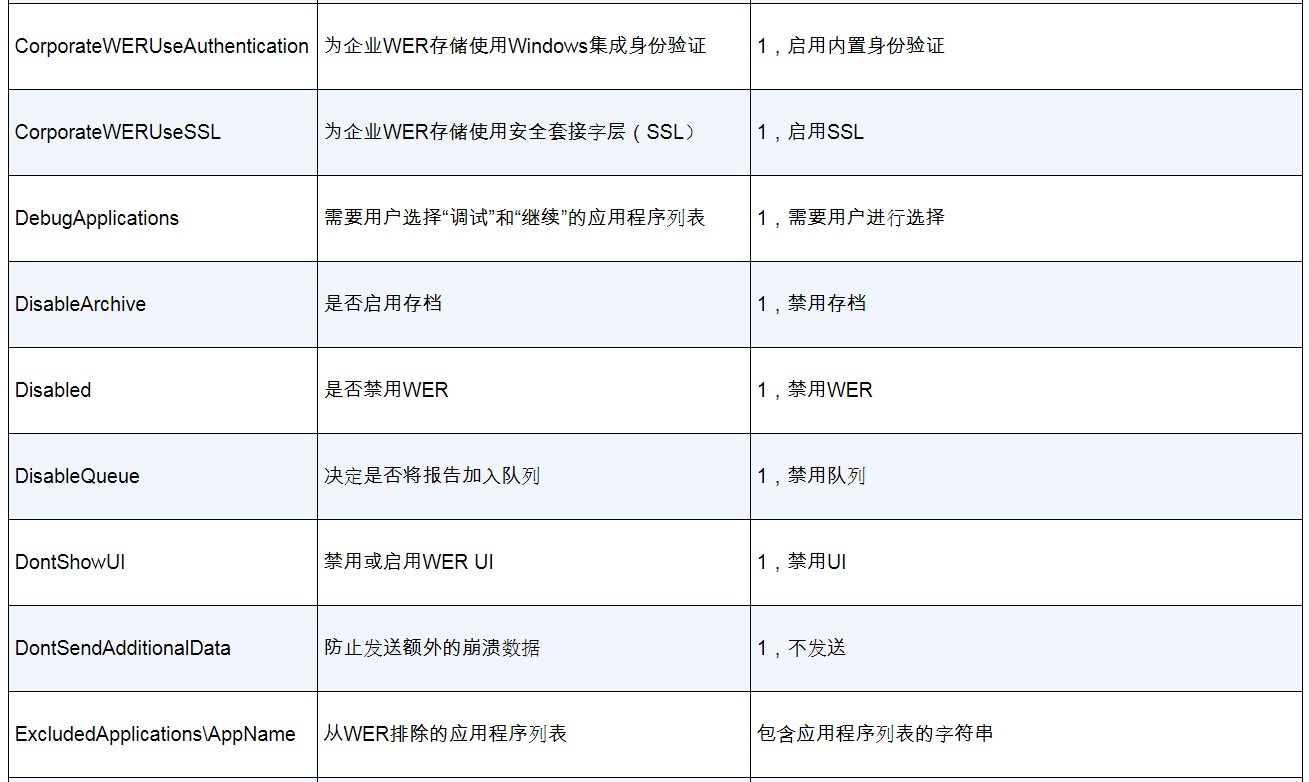 CorporateWERUseAuthentication 为企业WER存储使用Windows集成身份验证 1，启用内置身份验证
CorporateWERUseSSL 为企业WER存储使用安全套接字层（SSL） 1，启用SSL
DebugApplications 需要用户选择“调试”和“继续”的应用程序列表 1，需要用户进行选择
DisableArchive 是否启用存档 1，禁用存档
Disabled 是否禁用WER 1，禁用WER
DisableQueue 决定是否将报告加入队列 1，禁用队列
DontShowUI 禁用或启用WER UI 1，禁用UI
DontSendAdditionalData 防止发送额外的崩溃数据 1，不发送
ExcludedApplications\AppName 从WER排除的应用程序列表 包含应用程序列表的字符串